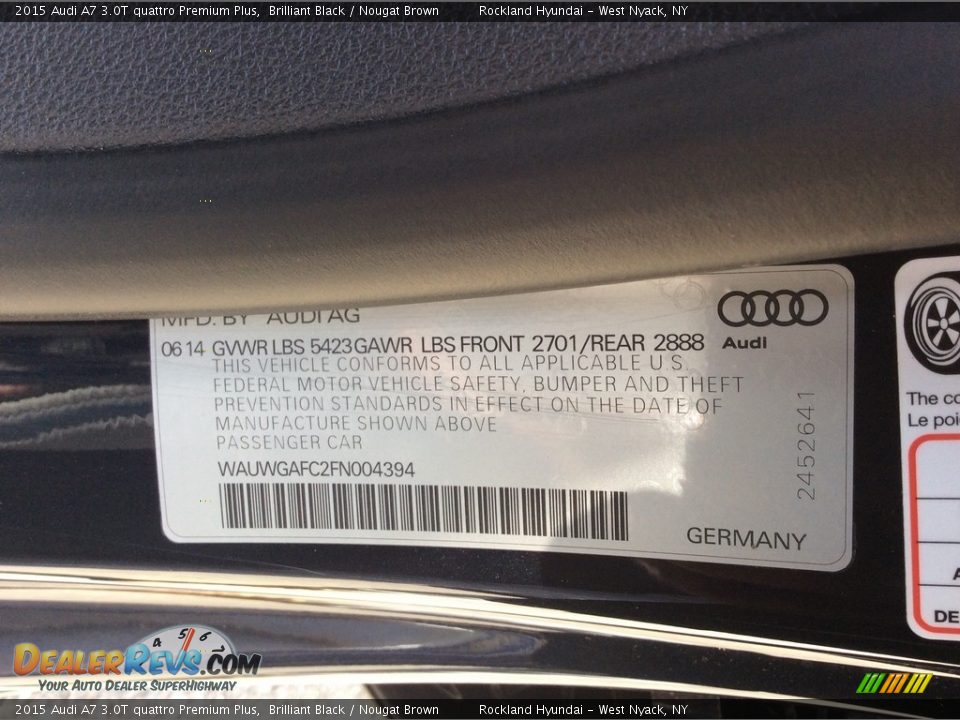 2015 Audi A7 3.0T quattro Premium Plus, Brilliant Black / Nougat Brown Rockland Hyundai - West Nyack, NY
MFD. BY AUDI AG
Audi
06 14 GVWR LBS 5423 GAWR LBS FRONT 2701/REAR 2888
THIS VEHICLE CONFORMS TO ALL APPLICABLE U.S.
FEDERAL MOTOR VEHICLE SAFETY, BUMPER AND THEFT
PREVENTION STANDARDS IN EFFECT ON THE DATE OF
MANUFACTURE SHOWN ABOVE
PASSENGER CAR
WAUWGAFC2FN004394
2452641
GERMANY
The co
Le poi
A
DE
4 5 6
DEALERREVS.COM
YOUR AUTO DEALER SUPERHIGHWAY
2015 Audi A7 3.0T quattro Premium Plus, Brilliant Black / Nougat Brown Rockland Hyundai - West Nyack, NY